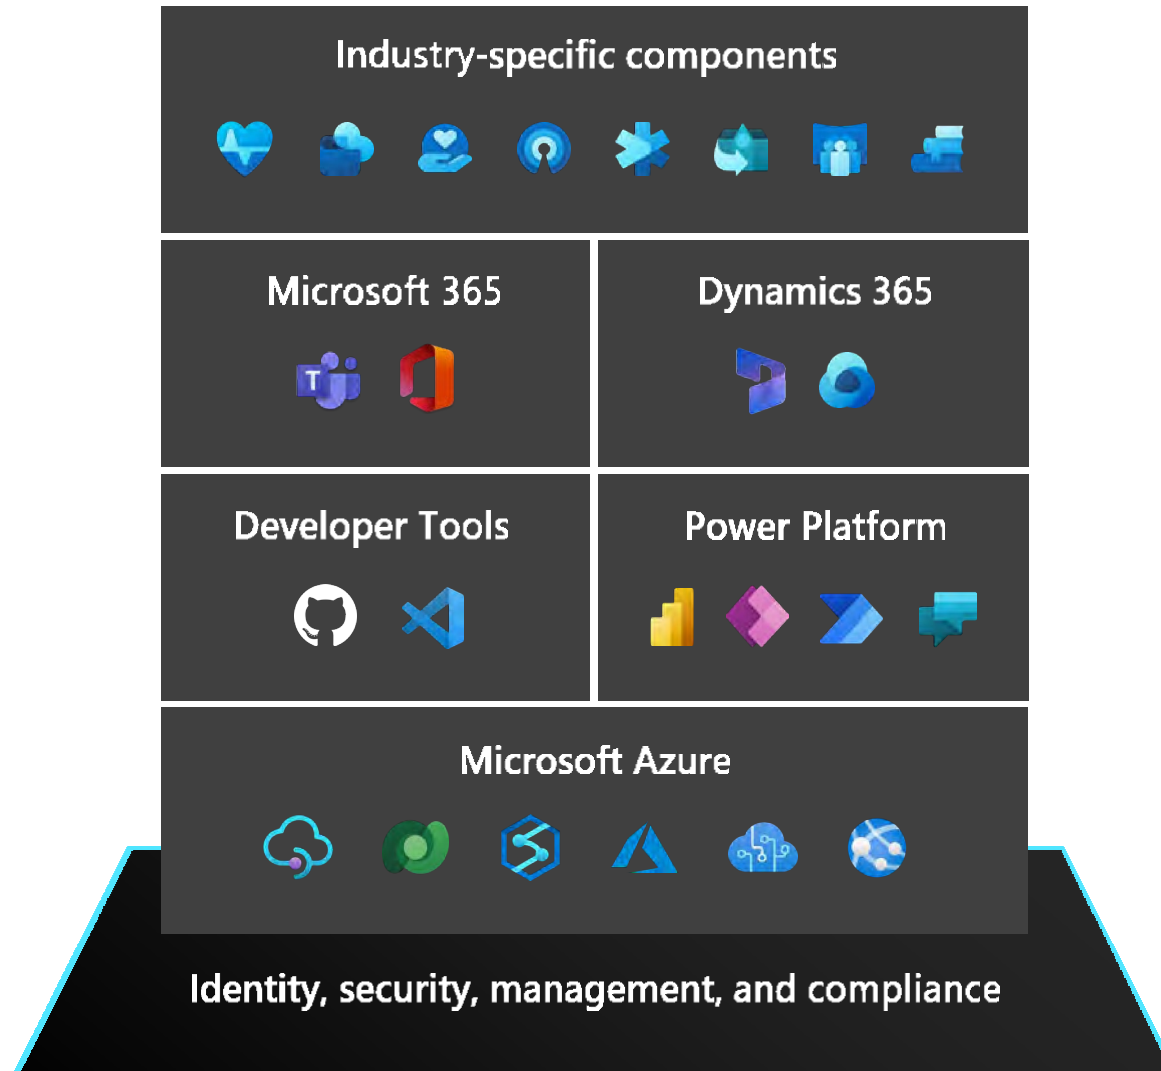 Industry-specific components
Microsoft 365
Dynamics 365
T
Developer Tools
Power Platform
Microsoft Azure
Identity, security, management, and compliance